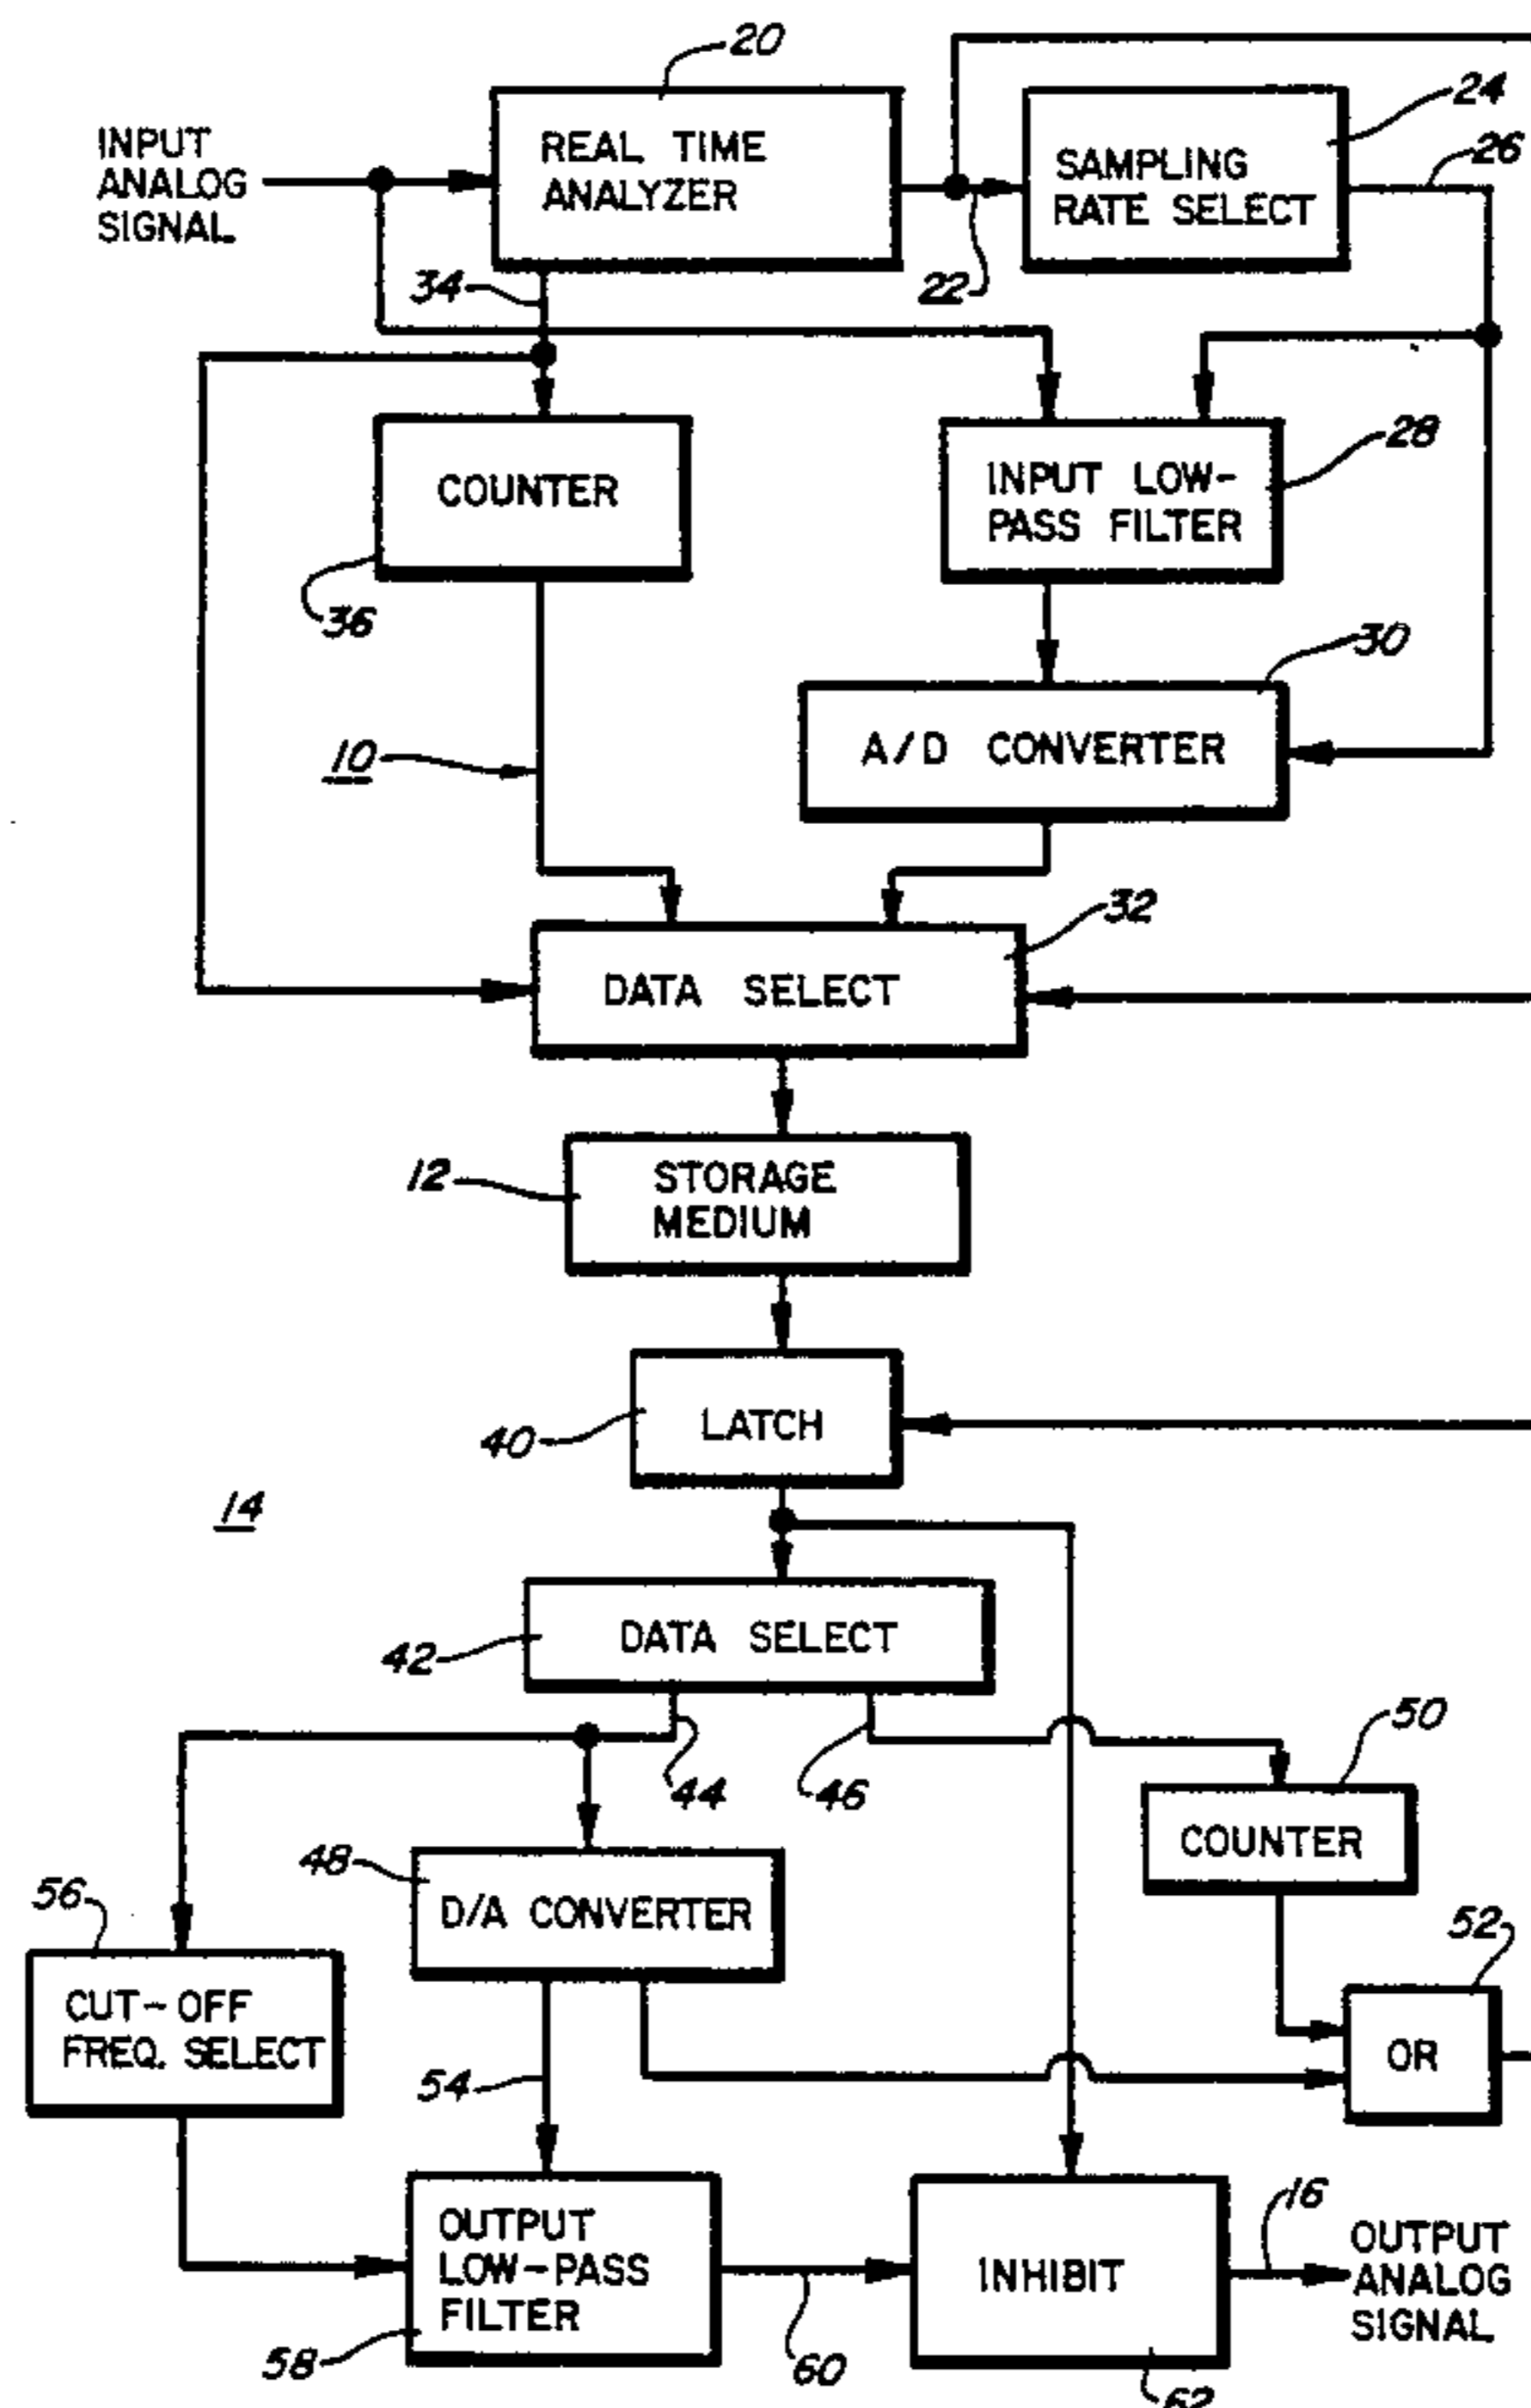 20
24
INPUT
ANALOG
SIGNAL
REAL TIME
ANALYZER
SAMPLING
RATE SELECT
26
34
22
COUNTER
28
INPUT LOW-
PASS FILTER
36
30
10
A/D CONVERTER
32
DATA SELECT
12
STORAGE
MEDIUM
40
LATCH
14
42
DATA SELECT
44
46
50
COUNTER
48
D/A CONVERTER
56
52
CUT-OFF
FREQ. SELECT
OR
54
16
OUTPUT
LOW-PASS
FILTER
INHIBIT
OUTPUT
ANALOG
SIGNAL
58
60
62